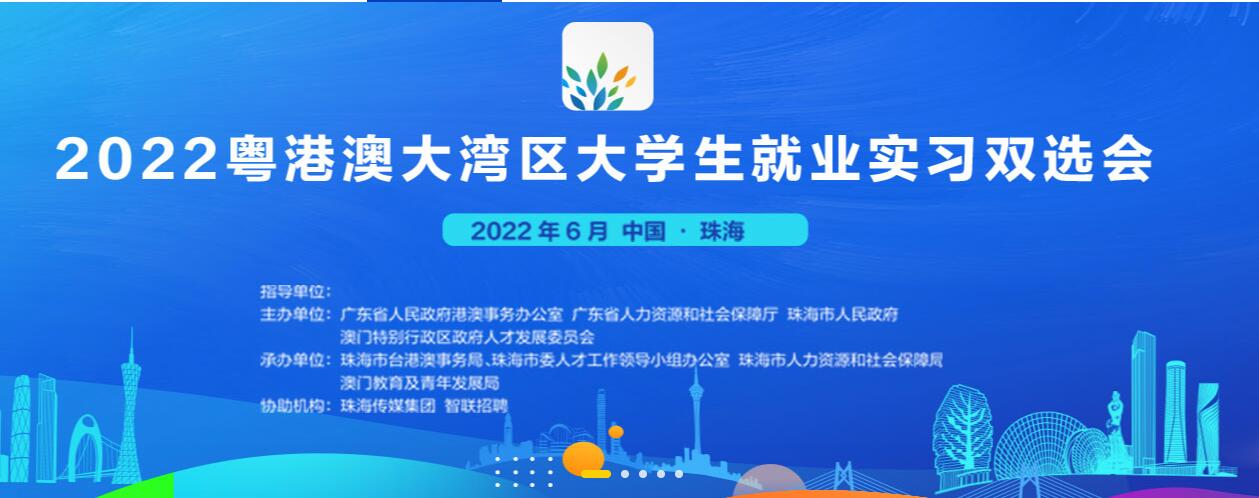 2022粤港澳大湾区大学生就业实习双选会
2022年6月 中国 · 珠海
指导单位：
主办单位：广东省人民政府港澳事务办公室 广东省人力资源和社会保障厅 珠海市人民政府
澳门特别行政区政府人才发展委员会
承办单位：珠海市台港澳事务局、珠海市委人才工作领导小组办公室 珠海市人力资源和社会保障局
澳门教育及青年发展局
协助机构：珠海传媒集团 智联招聘